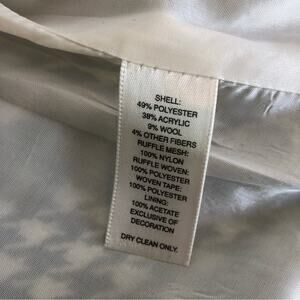 SHELL:
49% POLYESTER
38% ACRYLIC
9% WOOL
4% OTHER FIBERS
RUFFLE MESH:
100% NYLON
RUFFLE WOVEN:
100% POLYESTER
WOVEN TAPE:
100% POLYESTER
LINING:
100% ACETATE
EXCLUSIVE OF
DECORATION
DRY CLEAN ONLY.